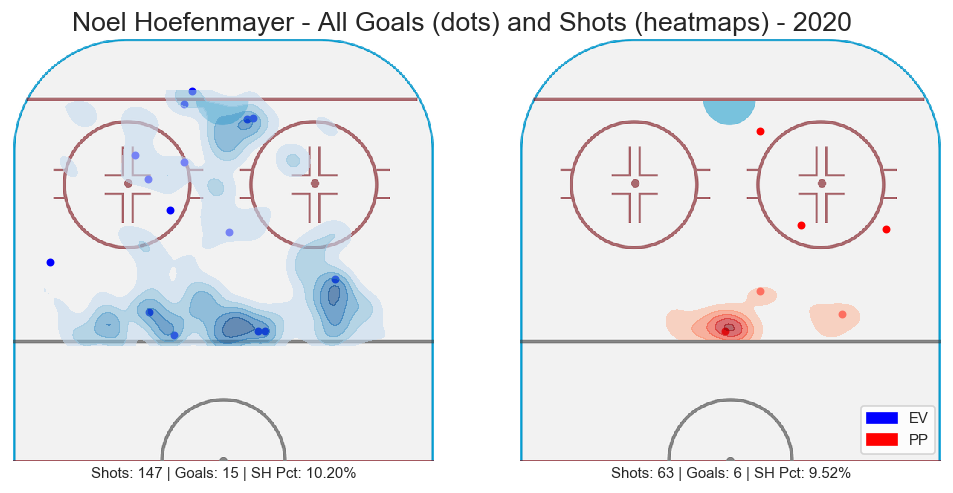 Noel Hoefenmayer - All Goals (dots) and Shots (heatmaps) - 2020
EV
PP
Shots: 147 | Goals: 15 | SH Pct: 10.20%
Shots: 63 | Goals: 6 | SH Pct: 9.52%